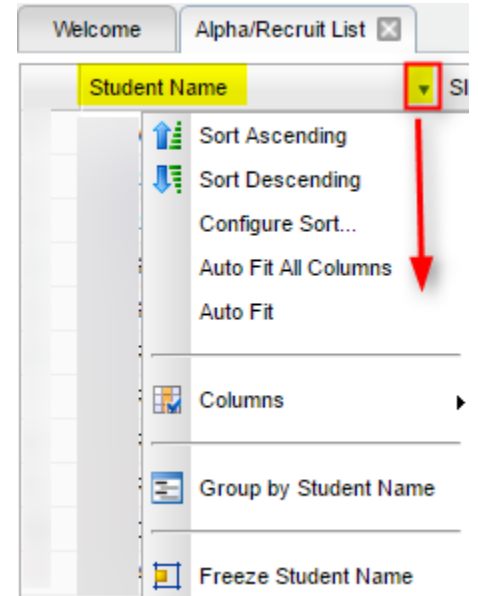 Welcome
Alpha/Recruit List
Student Name
Sort Ascending
Sort Descending
Configure Sort...
Auto Fit All Columns
Auto Fit
Columns
Group by Student Name
Freeze Student Name